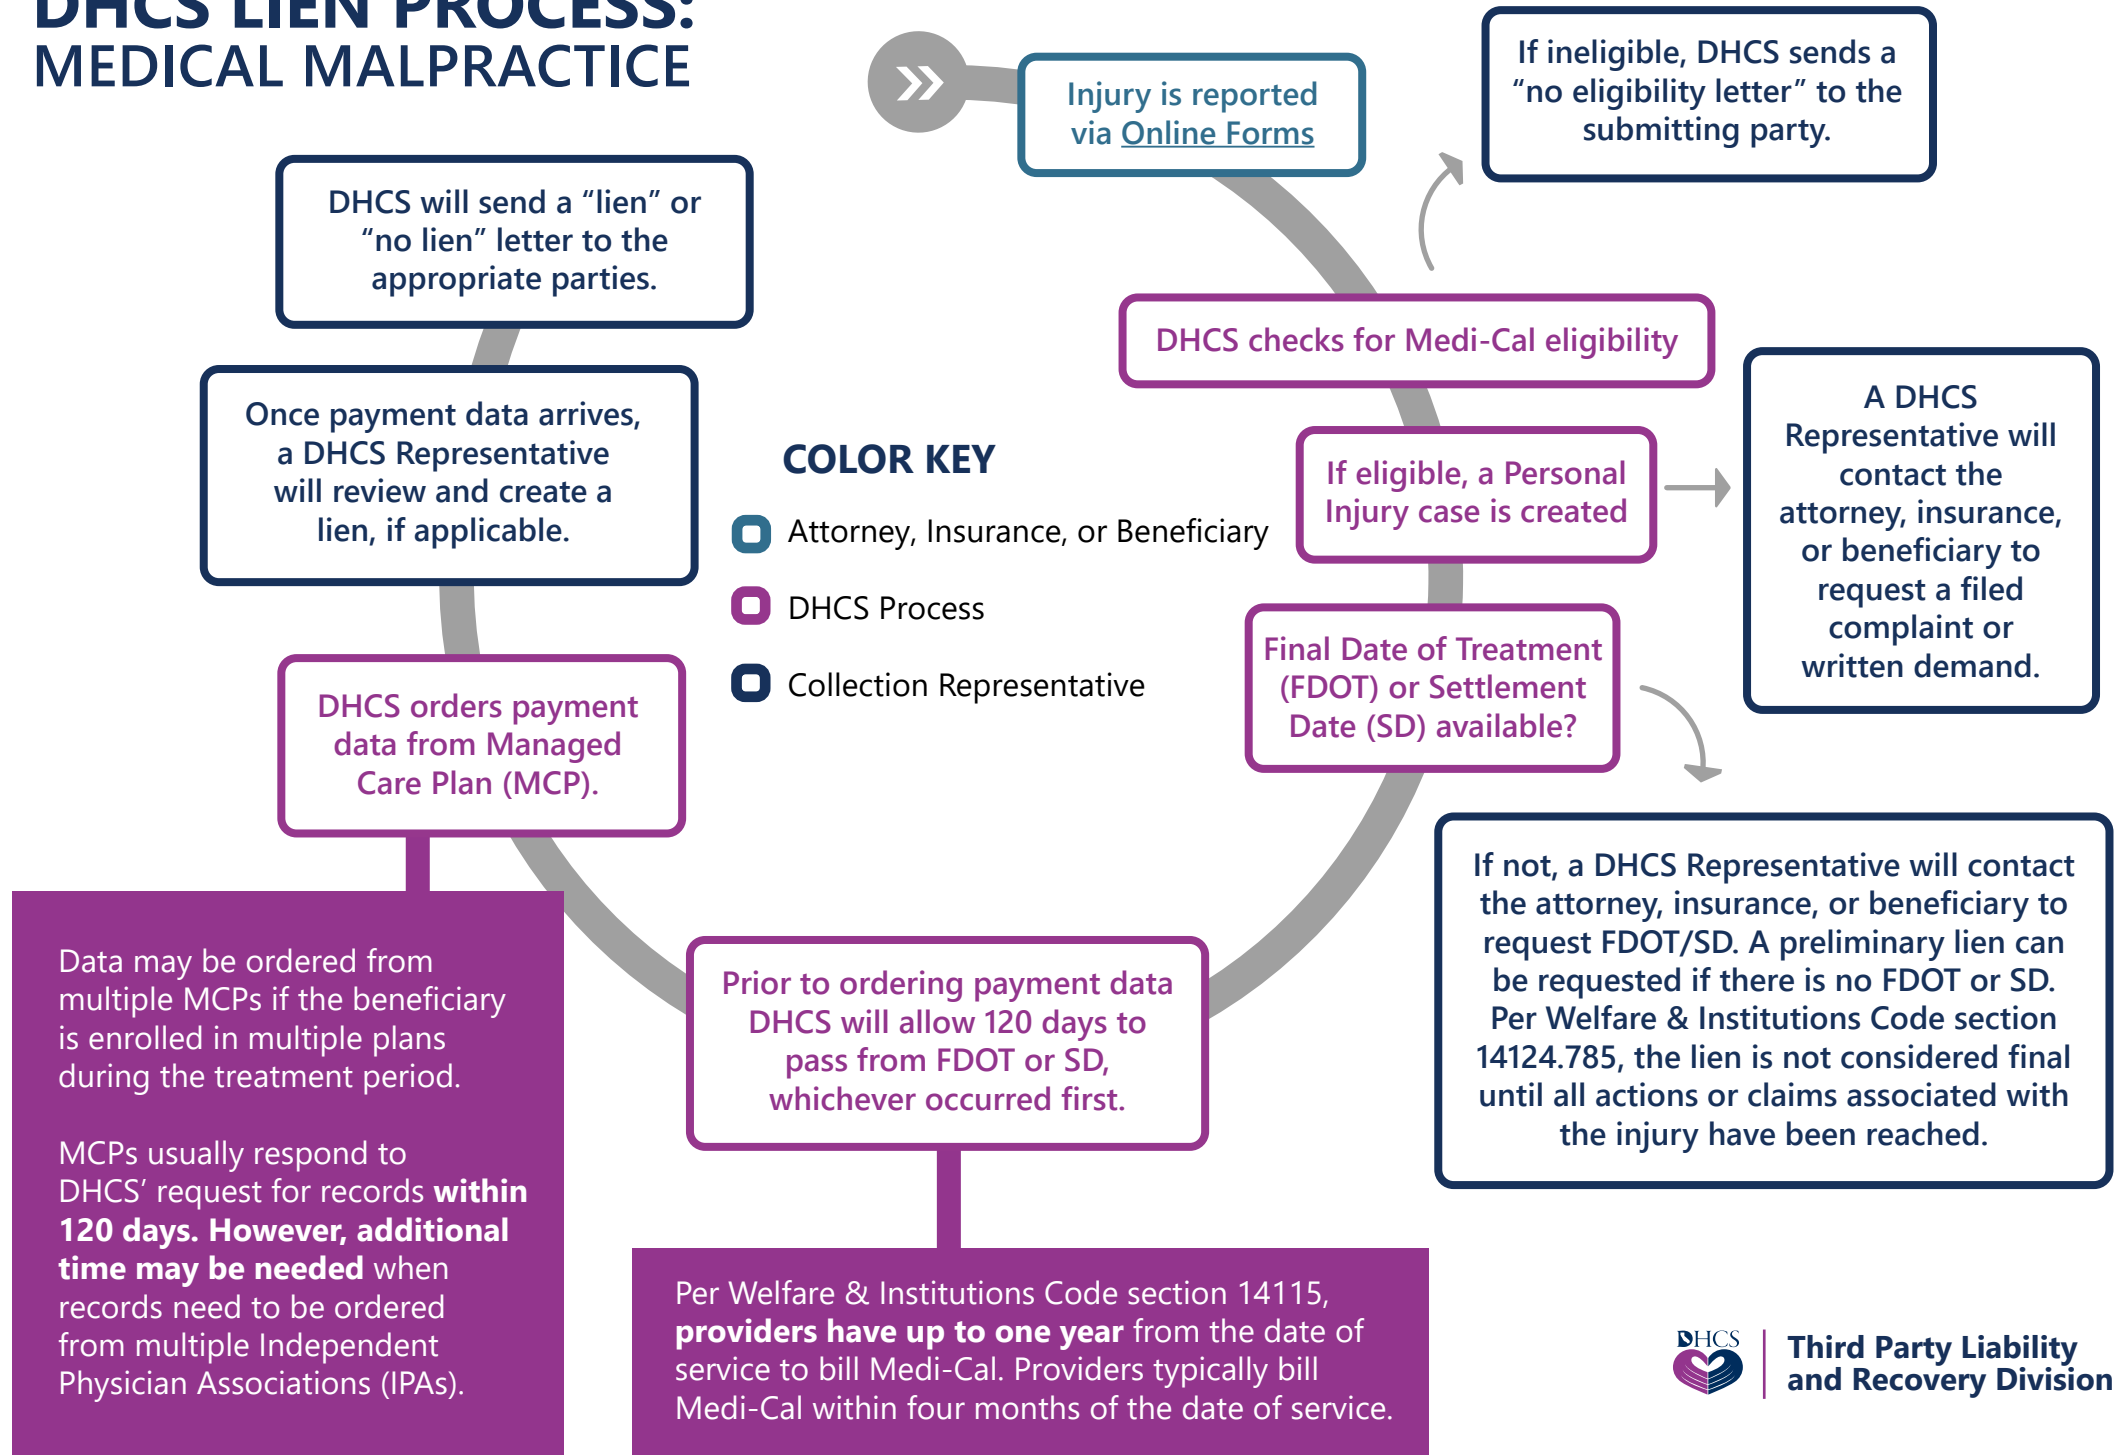 DHCS LIEN PROCESS:
MEDICAL MALPRACTICE
Injury is reported
via Online Forms
If ineligible, DHCS sends a
“no eligibility letter” to the
submitting party.
DHCS checks for Medi-Cal eligibility
If eligible, a Personal
Injury case is created
A DHCS
Representative will
contact the
attorney, insurance,
or beneficiary to
request a filed
complaint or
written demand.
Final Date of Treatment
(FDOT) or Settlement
Date (SD) available?
If not, a DHCS Representative will contact
the attorney, insurance, or beneficiary to
request FDOT/SD. A preliminary lien can
be requested if there is no FDOT or SD.
Per Welfare & Institutions Code section
14124.785, the lien is not considered final
until all actions or claims associated with
the injury have been reached.
Prior to ordering payment data
DHCS will allow 120 days to
pass from FDOT or SD,
whichever occurred first.
Per Welfare & Institutions Code section 14115,
providers have up to one year from the date of
service to bill Medi-Cal. Providers typically bill
Medi-Cal within four months of the date of service.
DHCS orders payment
data from Managed
Care Plan (MCP).
Data may be ordered from
multiple MCPs if the beneficiary
is enrolled in multiple plans
during the treatment period.
MCPs usually respond to
DHCS’ request for records within
120 days. However, additional
time may be needed when
records need to be ordered
from multiple Independent
Physician Associations (IPAs).
Once payment data arrives,
a DHCS Representative
will review and create a
lien, if applicable.
DHCS will send a “lien” or
“no lien” letter to the
appropriate parties.
COLOR KEY
Attorney, Insurance, or Beneficiary
DHCS Process
Collection Representative
DHCS
Third Party Liability
and Recovery Division